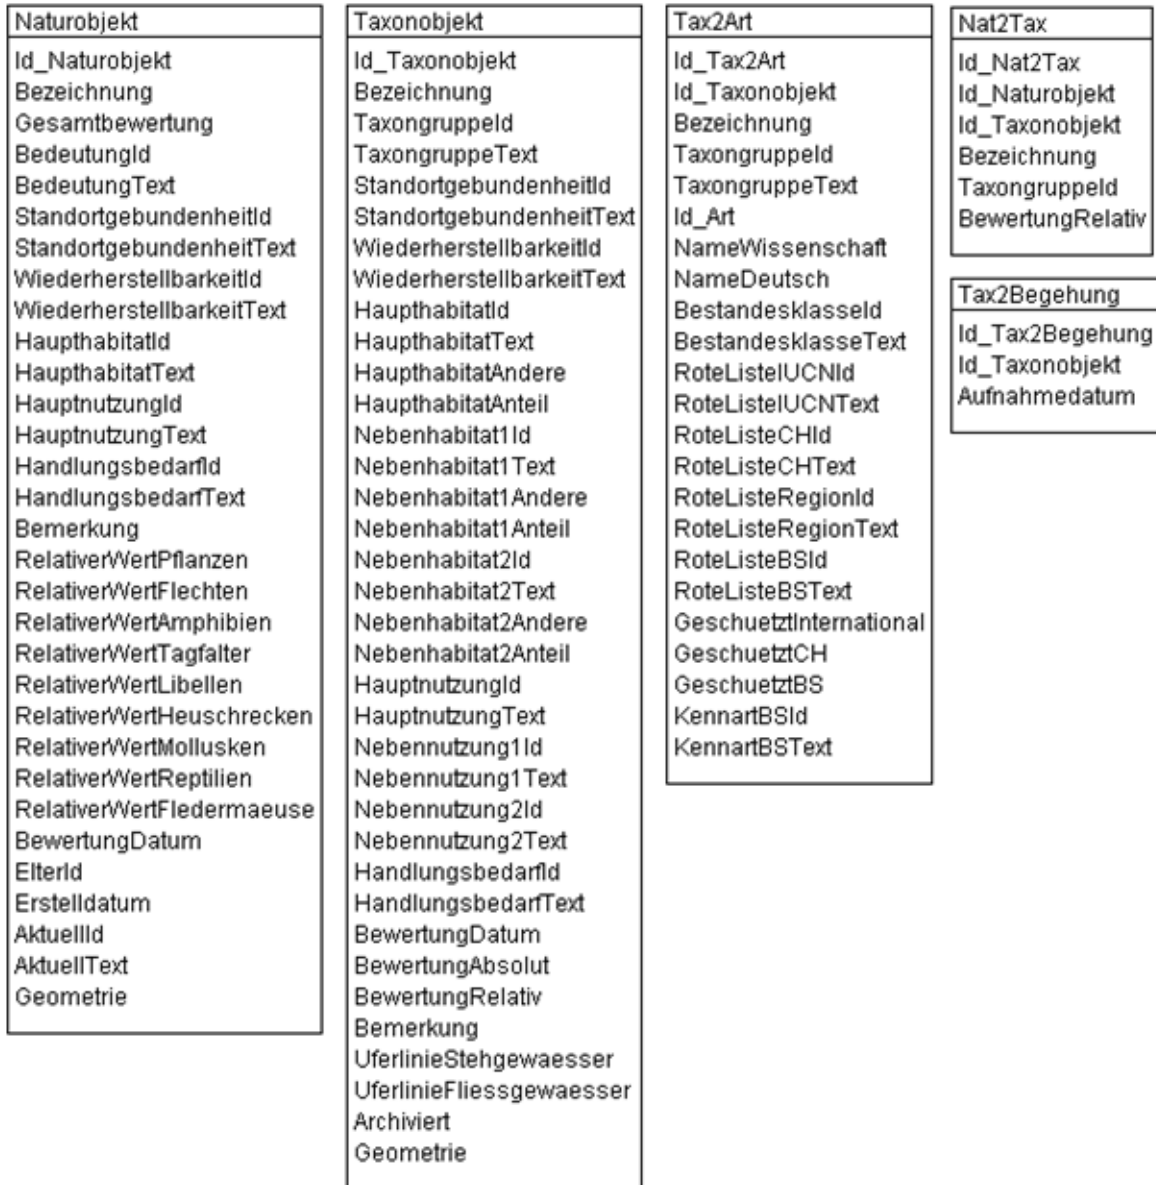 Naturobjekt
Id_Naturobjekt
Bezeichnung
Gesamtbewertung
BedeutungId
BedeutungText
StandortgebundenheitId
StandortgebundenheitText
WiederherstellbarkeitId
WiederherstellbarkeitText
HaupthabitatId
HaupthabitatText
HauptnutzungId
HauptnutzungText
HandlungsbedarfId
HandlungsbedarfText
Bemerkung
RelativerWertPflanzen
RelativerWertFlechten
RelativerWertAmphibien
RelativerWertTagfalter
RelativerWertLibellen
RelativerWertHeuschrecken
RelativerWertMollusken
RelativerWertReptilien
RelativerWertFledermaeuse
BewertungDatum
ElterId
Erstelldatum
AktuellId
AktuellText
Geometrie
Taxonobjekt
Id_Taxonobjekt
Bezeichnung
TaxongruppeId
TaxongruppeText
StandortgebundenheitId
StandortgebundenheitText
WiederherstellbarkeitId
WiederherstellbarkeitText
HaupthabitatId
HaupthabitatText
HaupthabitatAndere
HaupthabitatAnteil
Nebenhabitat1Id
Nebenhabitat1Text
Nebenhabitat1Andere
Nebenhabitat1Anteil
Nebenhabitat2Id
Nebenhabitat2Text
Nebenhabitat2Andere
Nebenhabitat2Anteil
HauptnutzungId
HauptnutzungText
Nebennutzung1Id
Nebennutzung1Text
Nebennutzung2Id
Nebennutzung2Text
HandlungsbedarfId
HandlungsbedarfText
BewertungDatum
BewertungAbsolut
BewertungRelativ
Bemerkung
UferlinieStehgewaesser
UferlinieFliessgewaesser
Archiviert
Geometrie
Tax2Art
Id_Tax2Art
Id_Taxonobjekt
Bezeichnung
TaxongruppeId
TaxongruppeText
Id_Art
NameWissenschaft
NameDeutsch
BestandesklasseId
BestandesklasseText
RoteListeIUCNId
RoteListeIUCNText
RoteListeCHId
RoteListeCHText
RoteListeRegionId
RoteListeRegionText
RoteListeBSId
RoteListeBSText
GeschuetztInternational
GeschuetztCH
GeschuetztBS
KennartBSId
KennartBSText
Nat2Tax
Id_Nat2Tax
Id_Naturobjekt
Id_Taxonobjekt
Bezeichnung
TaxongruppeId
BewertungRelativ
Tax2Begehung
Id_Tax2Begehung
Id_Taxonobjekt
Aufnahmedatum